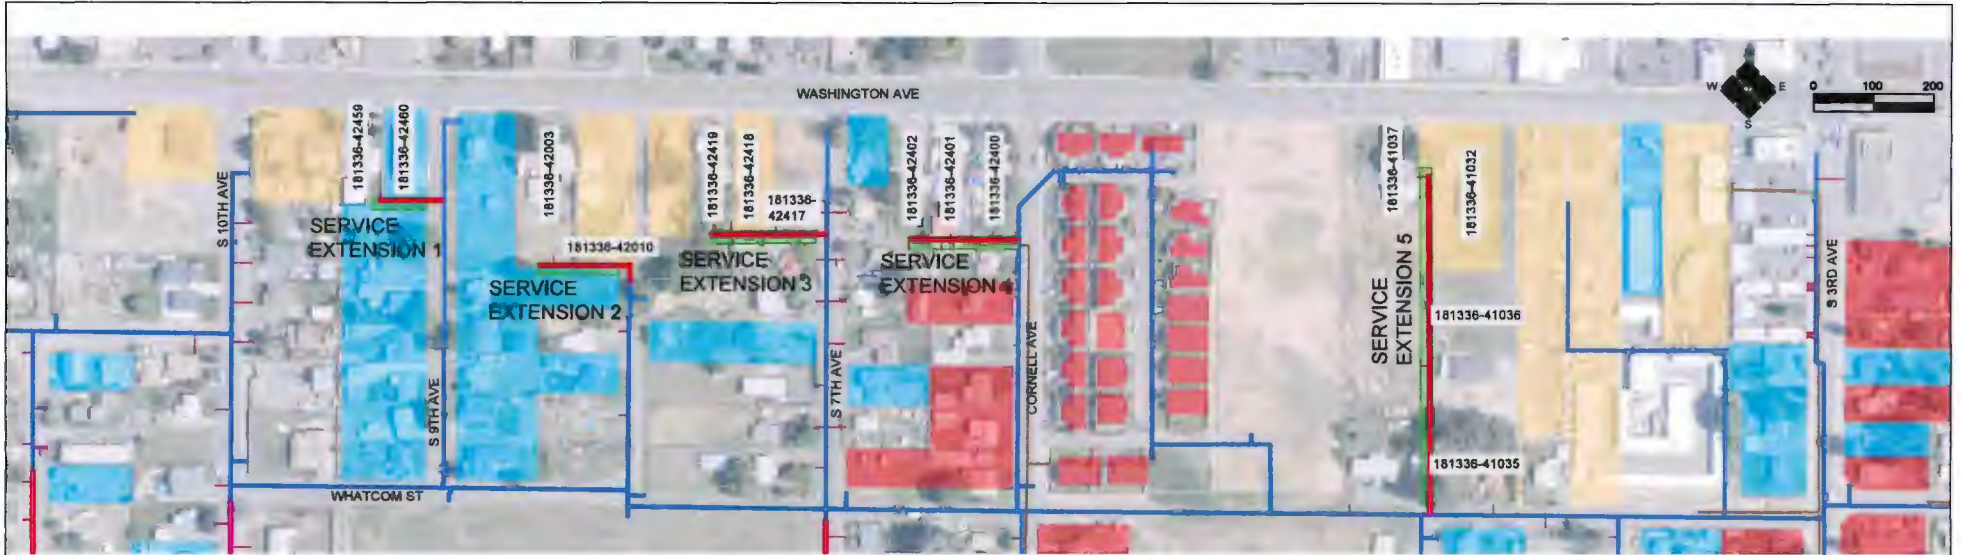 WASHINGTON AVE
W
E
S
0 100 200
181336-42459
181336-42460
181336-42003
181336-42419
181336-42418
181336-
42417
181336-42402
181336-42401
181336-42400
181336-41037
181336-41032
S 10TH AVE
SERVICE
EXTENSION 1
181336-42010
SERVICE
EXTENSION 2
SERVICE
EXTENSION 3
SERVICE
EXTENSION 4
SERVICE
EXTENSION 5
181336-41036
S 3RD AVE
S 9TH AVE
S 7TH AVE
CORNELL AVE
181336-41035
WHATCOM ST